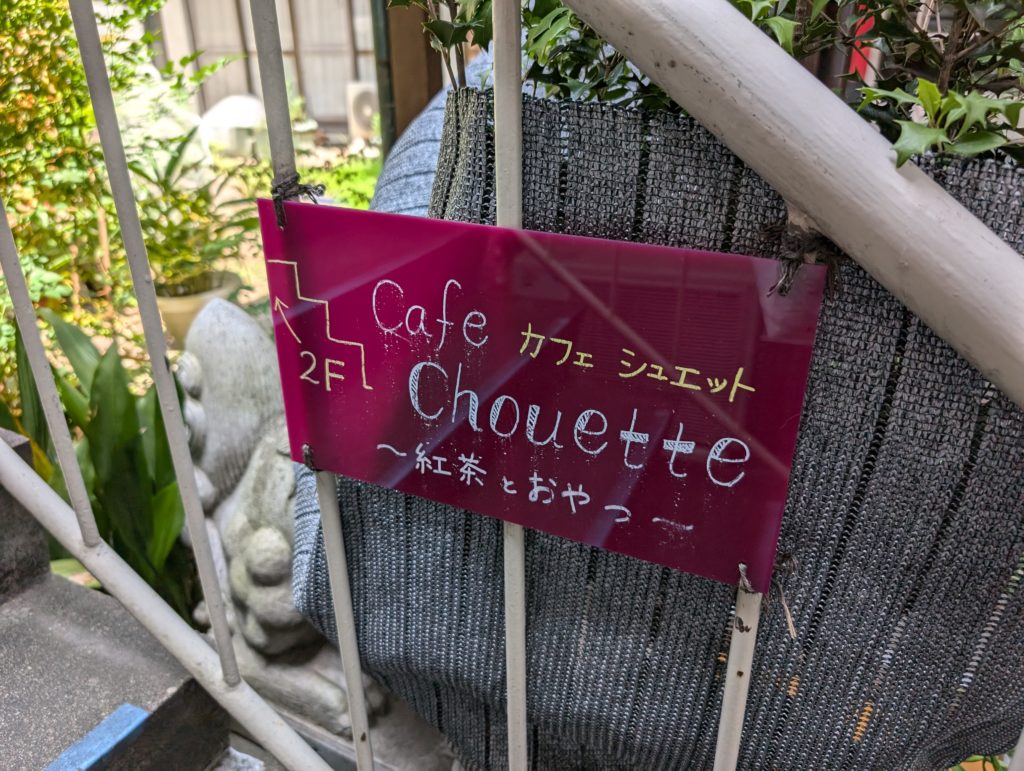 2F
Cafe
カフェ シュエット
Chouette
～紅茶とおやつ～